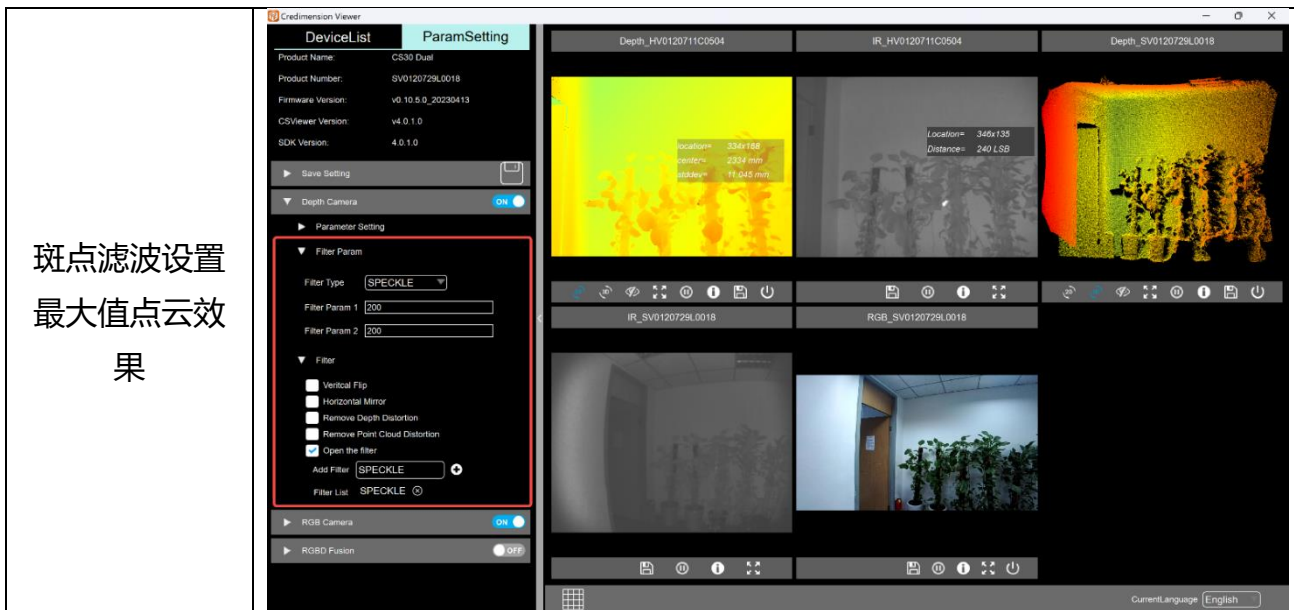 斑点滤波设置
最大值点云效
果
Credimension Viewer
DeviceList
ParamSetting
Product Name: CS30 Dual
Product Number: SV0120729L0018
Firmware Version: v0.10.5.0_20230413
CSViewer Version: v4.0.1.0
SDK Version: 4.0.1.0
Save Setting
Depth Camera ON
Parameter Setting
Filter Param
Filter Type SPECKLE
Filter Param 1 200
Filter Param 2 200
Filter
Veritcal Flip
Horizontal Mirror
Remove Depth Distortion
Remove Point Cloud Distortion
Open the filter
Add Filter SPECKLE
Filter List SPECKLE
RGB Camera ON
RGBD Fusion OFF
Depth_HV0120711C0504
IR_HV0120711C0504
Depth_SV0120729L0018
location= 334x188
center= 2334 mm
stddev= 11.045 mm
Location= 346x135
Distance= 240 LSB
3D
2D
IR_SV0120729L0018
RGB_SV0120729L0018
CurrentLanguage English